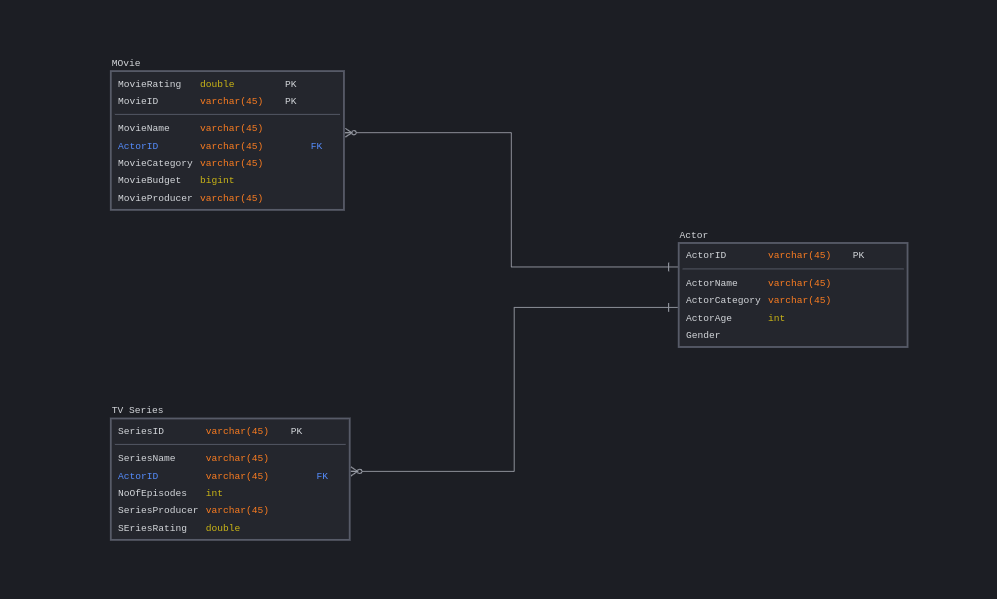 MOvie
MovieRating double PK
MovieID varchar(45) PK
MovieName varchar(45)
ActorID varchar(45) FK
MovieCategory varchar(45)
MovieBudget bigint
MovieProducer varchar(45)
Actor
ActorID varchar(45) PK
ActorName varchar(45)
ActorCategory varchar(45)
ActorAge int
Gender
TV Series
SeriesID varchar(45) PK
SeriesName varchar(45)
ActorID varchar(45) FK
NoOfEpisodes int
SeriesProducer varchar(45)
SEriesRating double